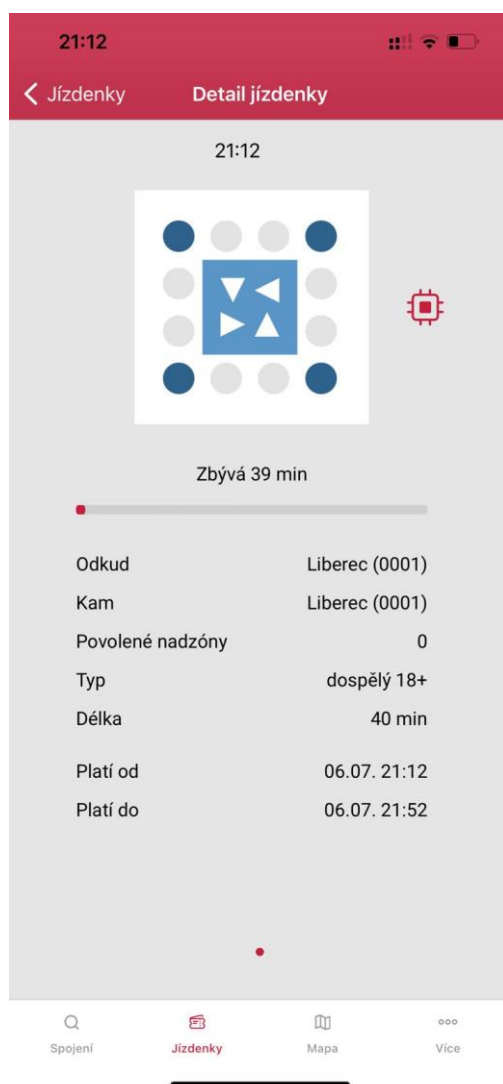 21:12
Jízdenky Detail jízdenky
21:12
Zbývá 39 min
Odkud Liberec (0001)
Kam Liberec (0001)
Povolené nadzóny 0
Typ dospělý 18+
Délka 40 min
Platí od 06.07. 21:12
Platí do 06.07. 21:52
Spojení Jízdenky Mapa Více